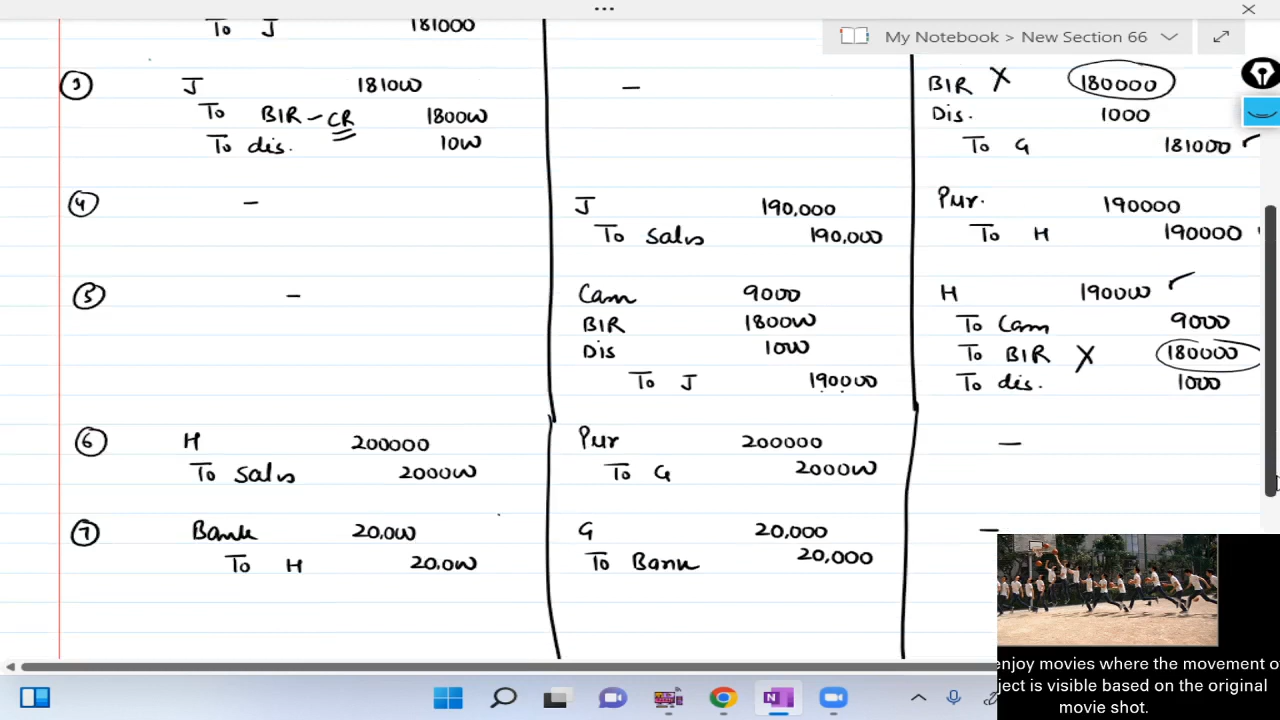 My Notebook > New Section 66
To J 181000
3 J 181000 — BIR X 180000
To BIR - CR 180000 Dis. 1000
To dis. 1000 To G 181000
4 — J 190,000 Pur. 190000
To Sales 190,000 To H 190000
5 — Cam 9000 H 190000
BIR 180000 To Cam 9000
Dis 1000 To BIR X 180000
To J 190000 To dis. 1000
6 H 200000 Pur 200000 —
To Sales 200000 To G 200000
7 Bank 20,000 G 20,000 —
To H 20,000 To Bank 20,000
enjoy movies where the movement o
ject is visible based on the original
movie shot.